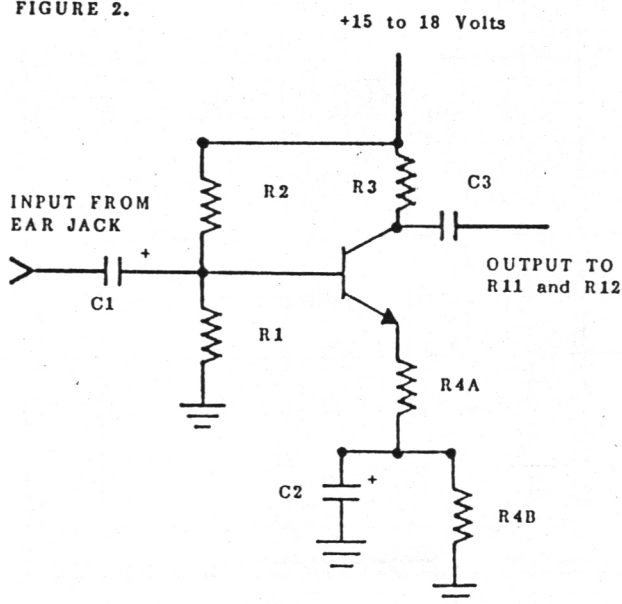 FIGURE 2.
+15 to 18 Volts
R2
R3
C3
INPUT FROM
EAR JACK
+
C1
OUTPUT TO
R11 and R12
R1
R4A
C2
+
R4B